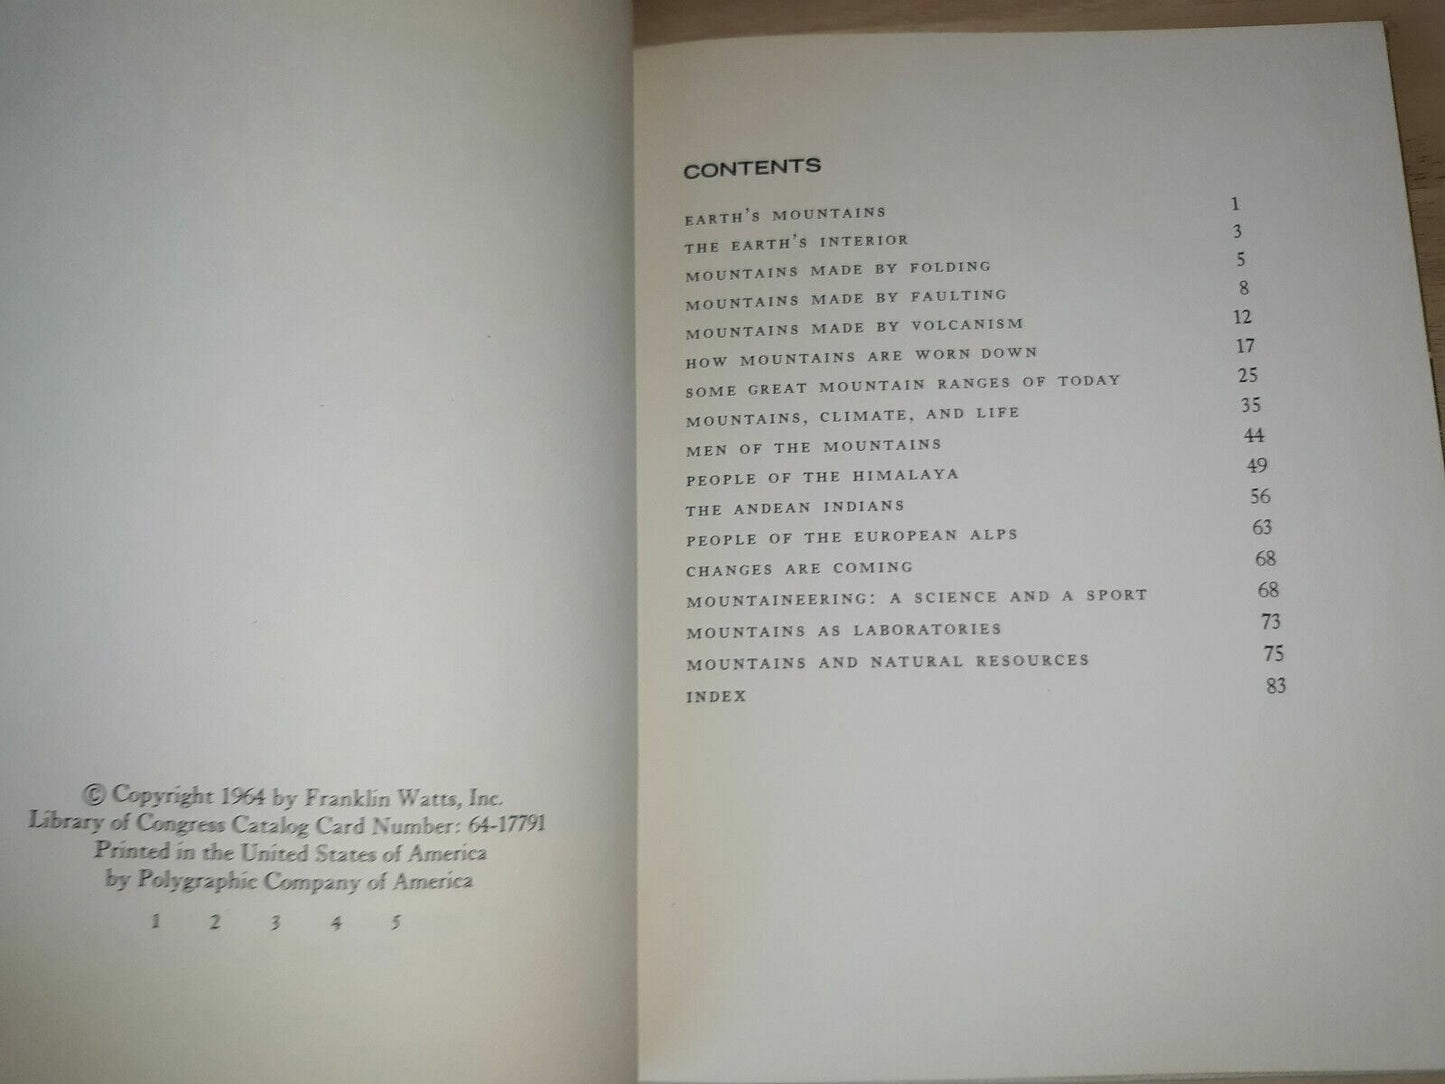 © Copyright 1964 by Franklin Watts, Inc.
Library of Congress Catalog Card Number: 64-17791
Printed in the United States of America
by Polygraphic Company of America
1 2 3 4 5
CONTENTS
EARTH'S MOUNTAINS 1
THE EARTH'S INTERIOR 3
MOUNTAINS MADE BY FOLDING 5
MOUNTAINS MADE BY FAULTING 8
MOUNTAINS MADE BY VOLCANISM 12
HOW MOUNTAINS ARE WORN DOWN 17
SOME GREAT MOUNTAIN RANGES OF TODAY 25
MOUNTAINS, CLIMATE, AND LIFE 35
MEN OF THE MOUNTAINS 44
PEOPLE OF THE HIMALAYA 49
THE ANDEAN INDIANS 56
PEOPLE OF THE EUROPEAN ALPS 63
CHANGES ARE COMING 68
MOUNTAINEERING: A SCIENCE AND A SPORT 68
MOUNTAINS AS LABORATORIES 73
MOUNTAINS AND NATURAL RESOURCES 75
INDEX 83